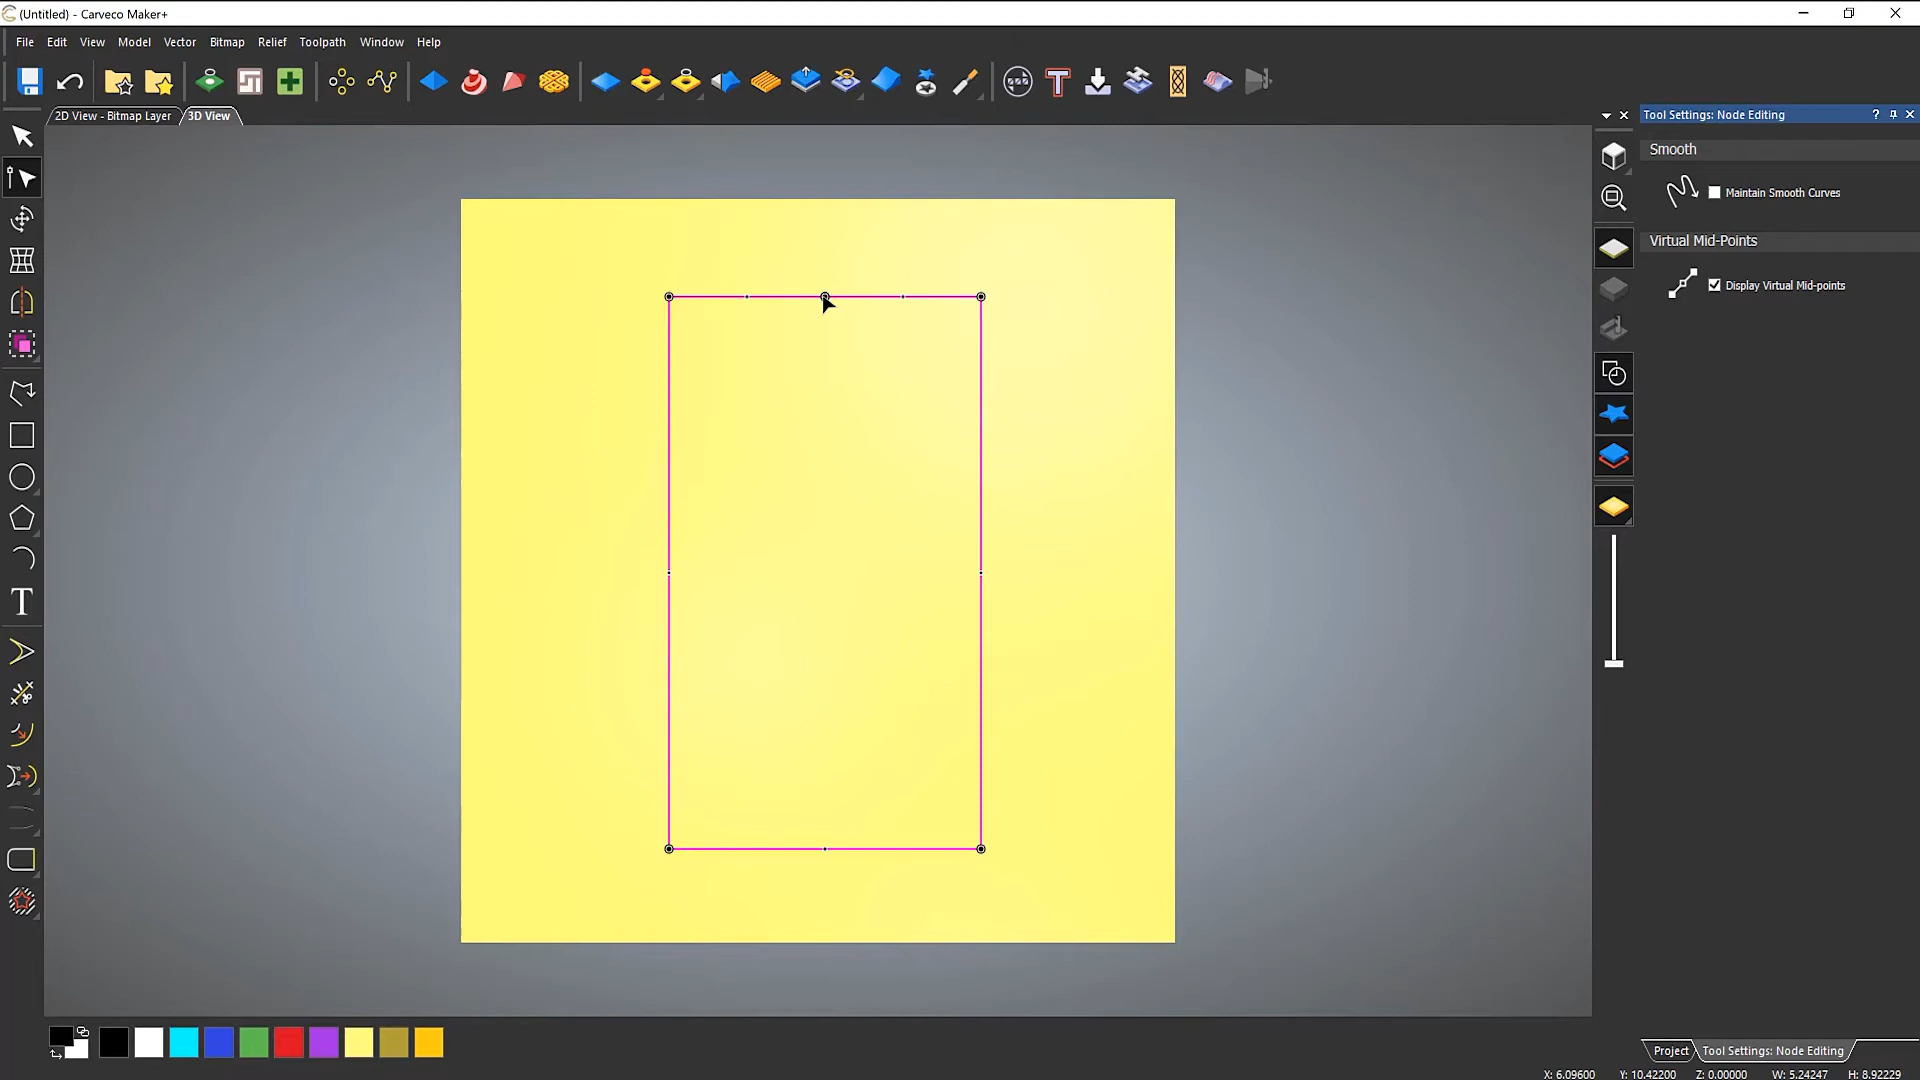 (Untitled) - Carveco Maker+
File Edit View Model Vector Bitmap Relief Toolpath Window Help
2D View - Bitmap Layer 3D View
Tool Settings: Node Editing
Smooth
Maintain Smooth Curves
Virtual Mid-Points
Display Virtual Mid-points
T
Project Tool Settings: Node Editing
X: 6.09600 Y: 10.42200 Z: 0.00000 W: 5.24247 H: 8.92229